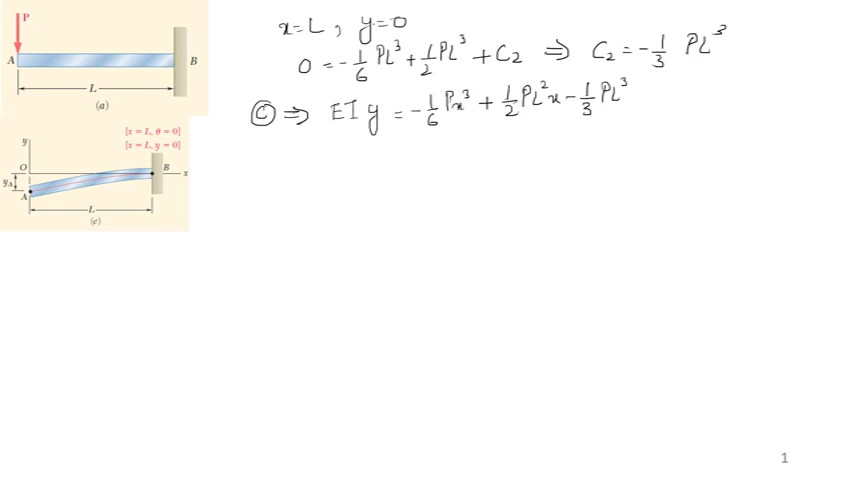 P
A
B
L
(a)
[x = L, θ = 0]
[x = L, y = 0]
y
O
B
x
yA
A
L
(c)
x=L, y=0
0 = -1/6 PL³ + 1/2 PL³ + C₂ ⇒ C₂ = -1/3 PL³
Ⓒ ⇒ EI y = -1/6 Px³ + 1/2 PL²x - 1/3 PL³
1